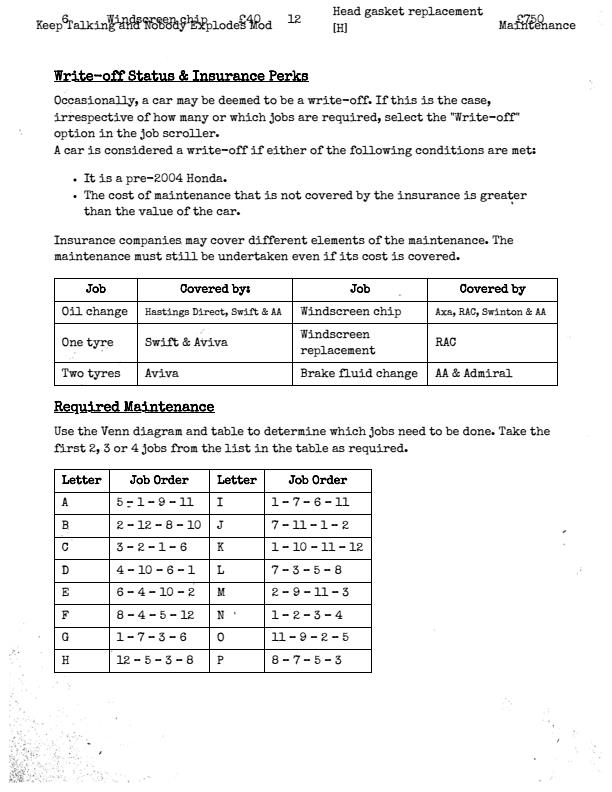 6 Windscreen chip £40 12 Head gasket replacement [H] £750
Keep Talking and Nobody Explodes Mod Maintenance
Write-off Status & Insurance Perks
Occasionally, a car may be deemed to be a write-off. If this is the case,
irrespective of how many or which jobs are required, select the "Write-off"
option in the job scroller.
A car is considered a write-off if either of the following conditions are met:
• It is a pre-2004 Honda.
• The cost of maintenance that is not covered by the insurance is greater
than the value of the car.
Insurance companies may cover different elements of the maintenance. The
maintenance must still be undertaken even if its cost is covered.
Job Covered by: Job Covered by
Oil change Hastings Direct, Swift & AA Windscreen chip Axa, RAC, Swinton & AA
One tyre Swift & Aviva Windscreen replacement RAC
Two tyres Aviva Brake fluid change AA & Admiral
Required Maintenance
Use the Venn diagram and table to determine which jobs need to be done. Take the
first 2, 3 or 4 jobs from the list in the table as required.
Letter Job Order Letter Job Order
A 5 - 1 - 9 - 11 I 1 - 7 - 6 - 11
B 2 - 12 - 8 - 10 J 7 - 11 - 1 - 2
C 3 - 2 - 1 - 6 K 1 - 10 - 11 - 12
D 4 - 10 - 6 - 1 L 7 - 3 - 5 - 8
E 6 - 4 - 10 - 2 M 2 - 9 - 11 - 3
F 8 - 4 - 5 - 12 N 1 - 2 - 3 - 4
G 1 - 7 - 3 - 6 O 11 - 9 - 2 - 5
H 12 - 5 - 3 - 8 P 8 - 7 - 5 - 3